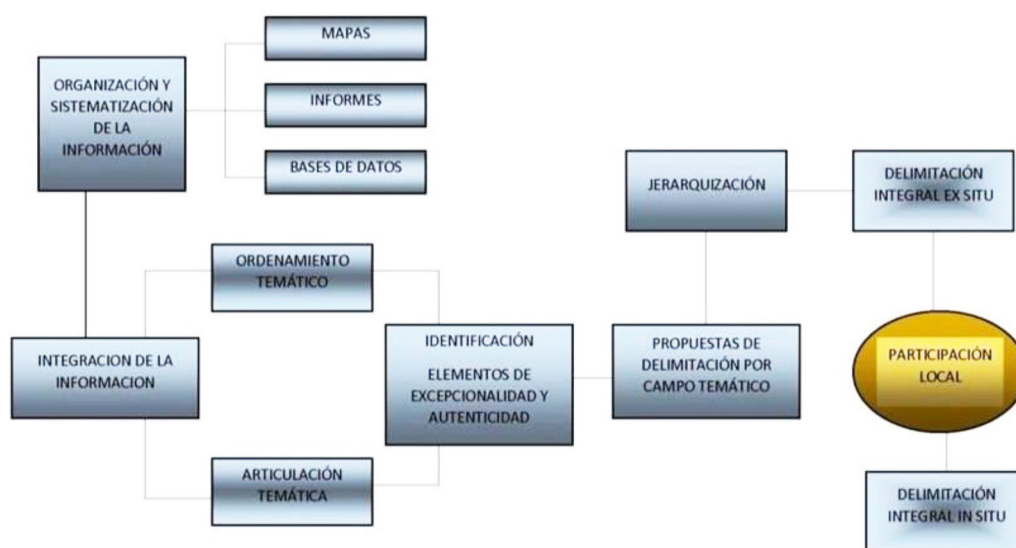 MAPAS
ORGANIZACIÓN Y
SISTEMATIZACIÓN
DE LA
INFORMACIÓN
INFORMES
BASES DE DATOS
JERARQUIZACIÓN
DELIMITACIÓN
INTEGRAL EX SITU
ORDENAMIENTO
TEMÁTICO
INTEGRACION DE LA
INFORMACION
IDENTIFICACIÓN
ELEMENTOS DE
EXCEPCIONALIDAD Y
AUTENTICIDAD
PROPUESTAS DE
DELIMITACIÓN POR
CAMPO TEMÁTICO
PARTICIPACIÓN
LOCAL
ARTICULACIÓN
TEMÁTICA
DELIMITACIÓN
INTEGRAL IN SITU